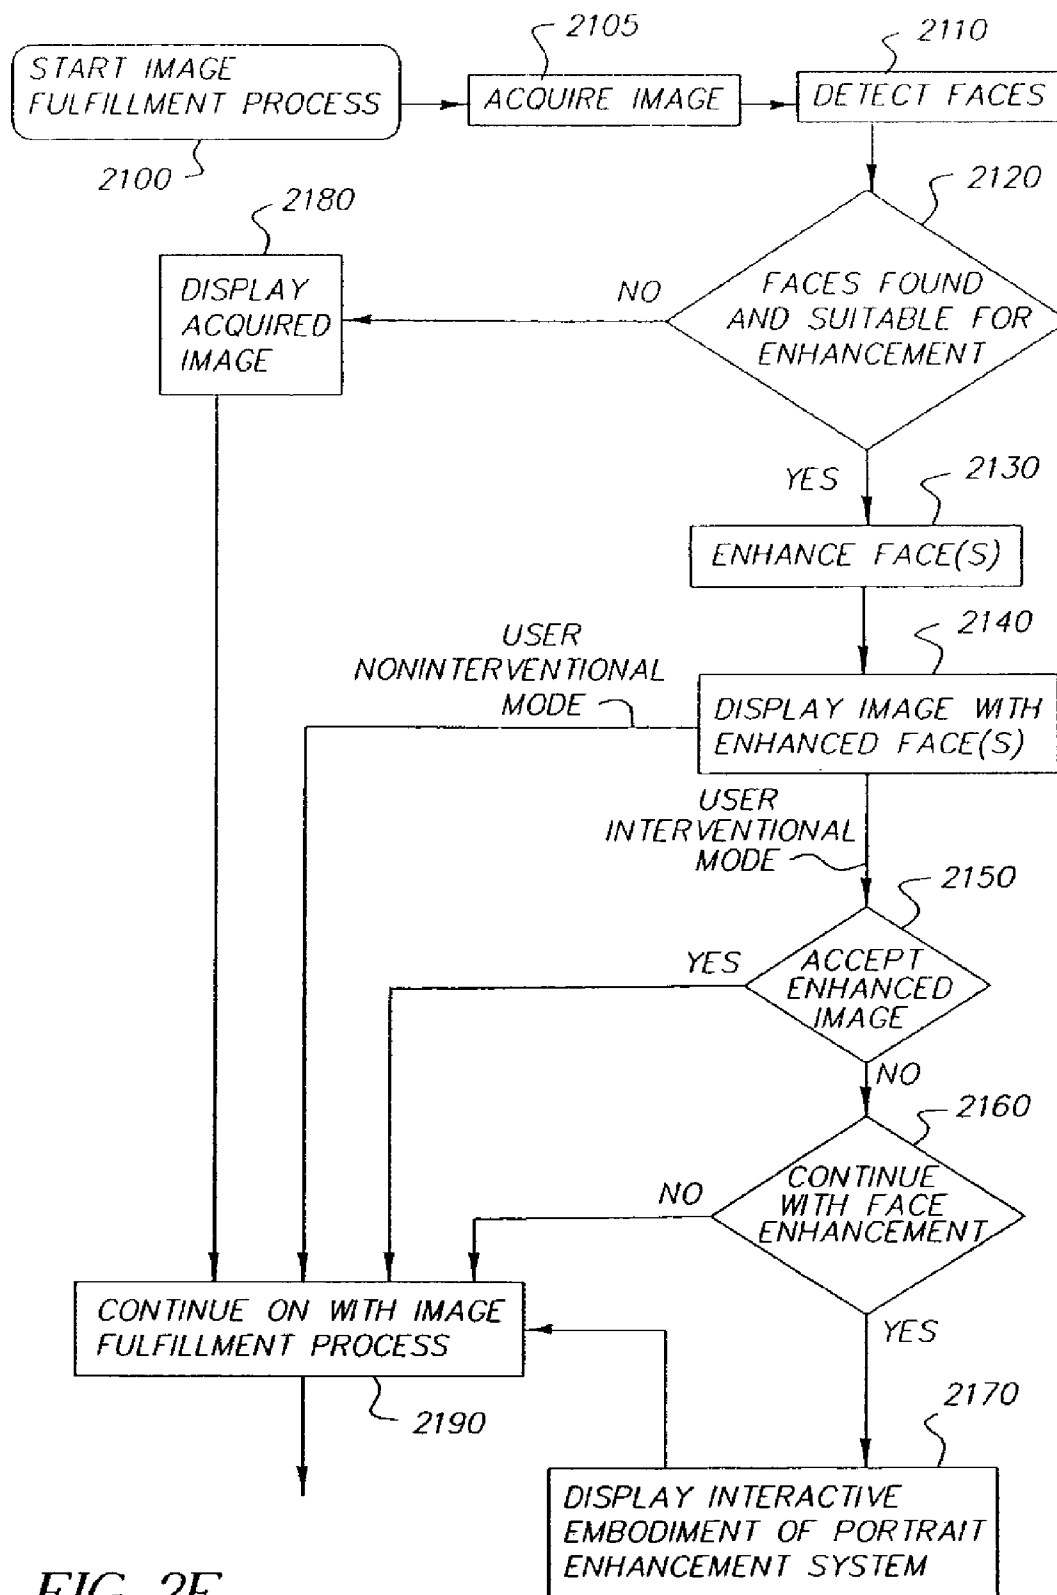 2105
2110
START IMAGE
FULFILLMENT PROCESS
ACQUIRE IMAGE
DETECT FACES
2100
2120
2180
DISPLAY
ACQUIRED
IMAGE
NO
FACES FOUND
AND SUITABLE FOR
ENHANCEMENT
YES
2130
ENHANCE FACE(S)
2140
USER
NONINTERVENTIONAL
MODE
DISPLAY IMAGE WITH
ENHANCED FACE(S)
USER
INTERVENTIONAL
MODE
2150
YES
ACCEPT
ENHANCED
IMAGE
NO
2160
NO
CONTINUE
WITH FACE
ENHANCEMENT
CONTINUE ON WITH IMAGE
FULFILLMENT PROCESS
YES
2190
2170
DISPLAY INTERACTIVE
EMBODIMENT OF PORTRAIT
ENHANCEMENT SYSTEM
FIG.